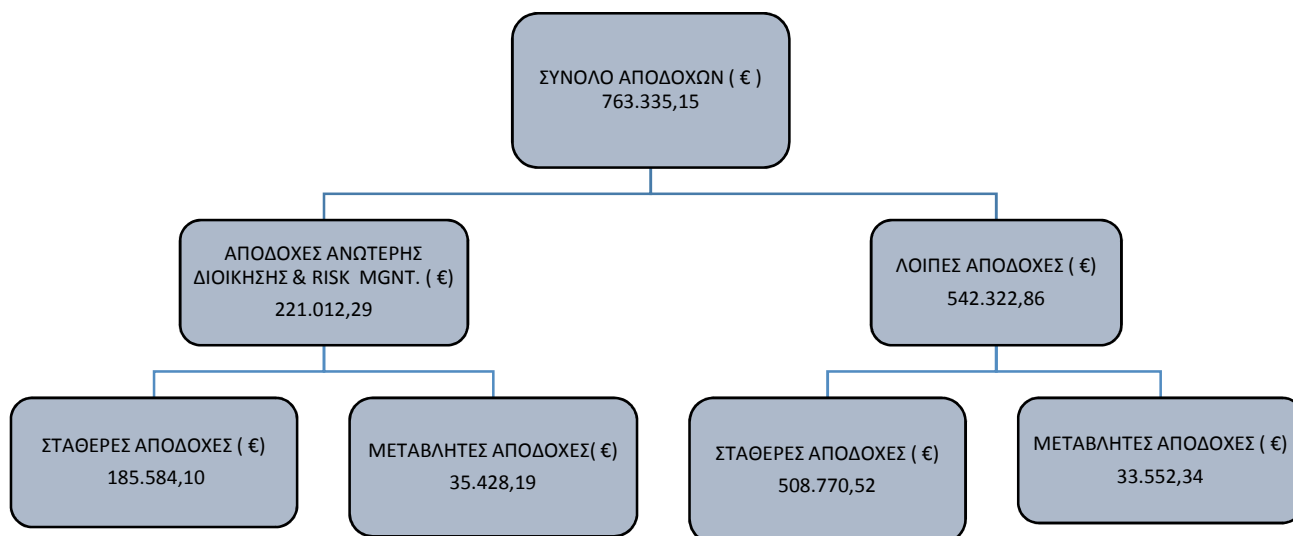 ΣΥΝΟΛΟ ΑΠΟΔΟΧΩΝ ( € )
763.335,15
ΑΠΟΔΟΧΕΣ ΑΝΩΤΕΡΗΣ
ΔΙΟΙΚΗΣΗΣ & RISK MGNT. ( €)
221.012,29
ΛΟΙΠΕΣ ΑΠΟΔΟΧΕΣ ( €)
542.322,86
ΣΤΑΘΕΡΕΣ ΑΠΟΔΟΧΕΣ ( €)
185.584,10
ΜΕΤΑΒΛΗΤΕΣ ΑΠΟΔΟΧΕΣ( €)
35.428,19
ΣΤΑΘΕΡΕΣ ΑΠΟΔΟΧΕΣ ( €)
508.770,52
ΜΕΤΑΒΛΗΤΕΣ ΑΠΟΔΟΧΕΣ ( €)
33.552,34